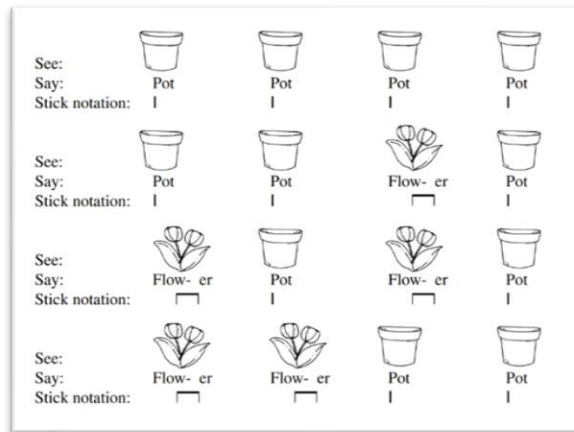 See:
Say: Pot Pot Pot Pot
Stick notation: I I I I
See:
Say: Pot Pot Flow- er Pot
Stick notation: I I ⊓ I
See:
Say: Flow- er Pot Flow- er Pot
Stick notation: ⊓ I ⊓ I
See:
Say: Flow- er Flow- er Pot Pot
Stick notation: ⊓ ⊓ I I